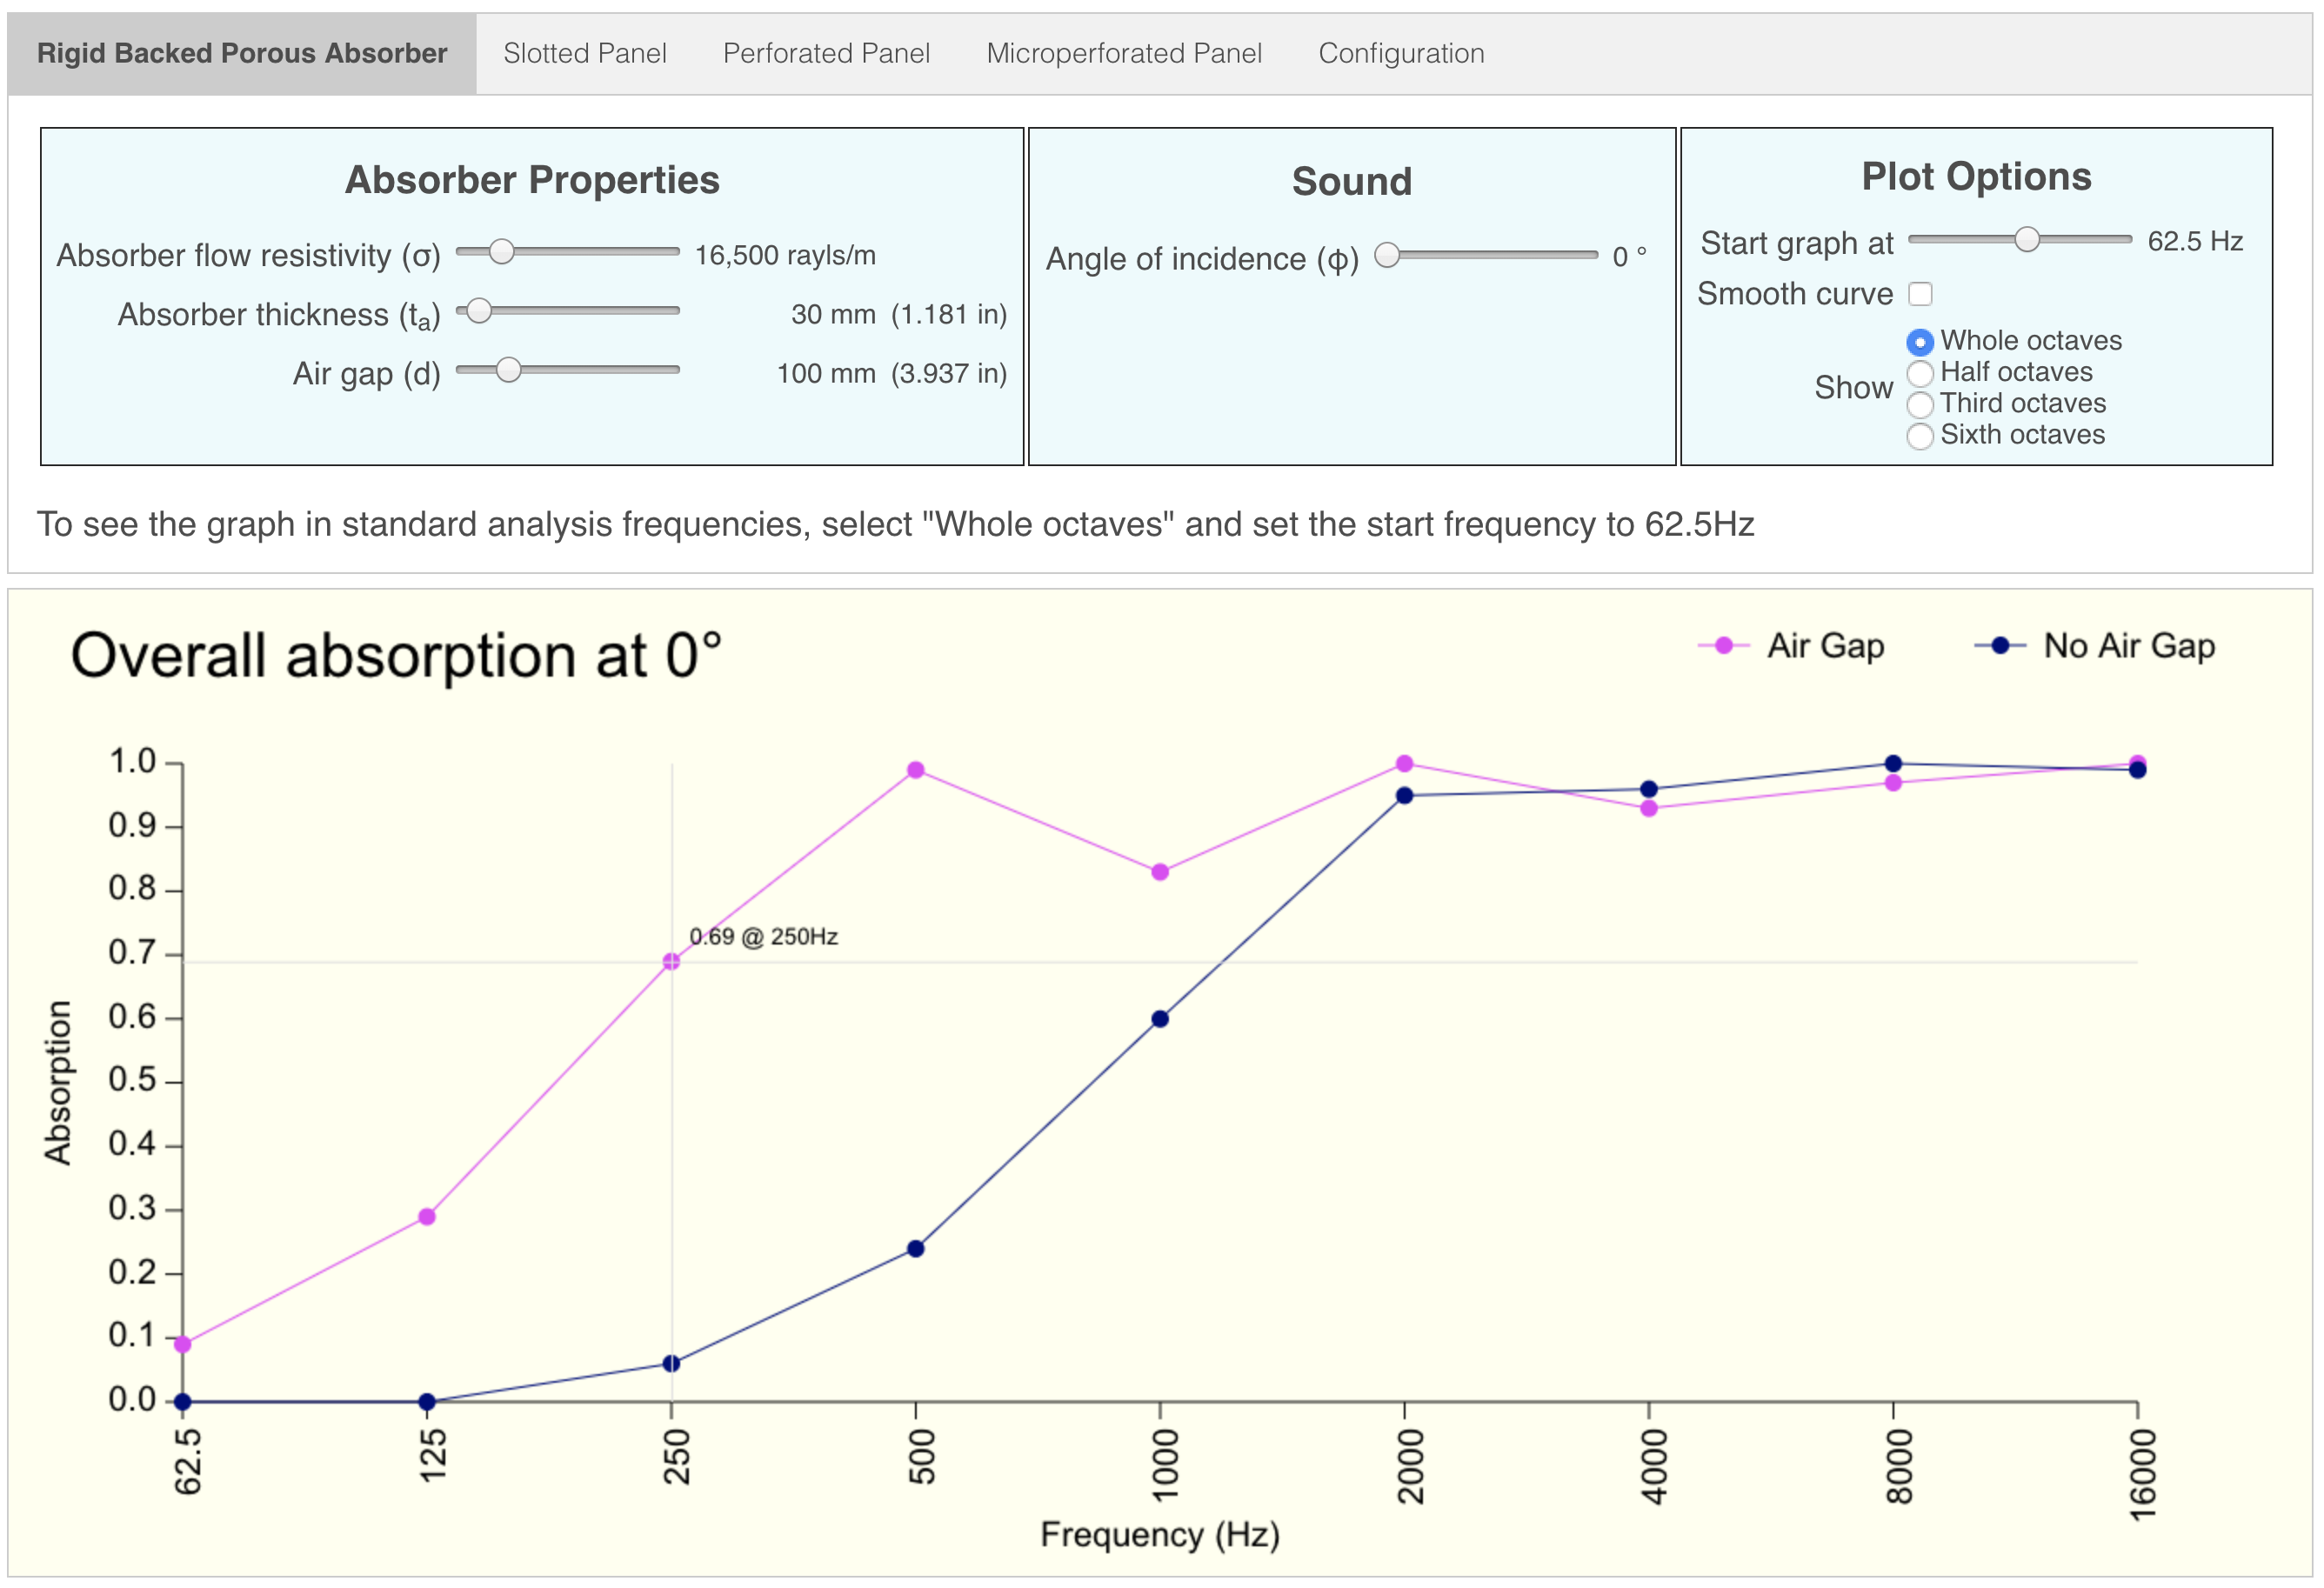 Rigid Backed Porous Absorber Slotted Panel Perforated Panel Microperforated Panel Configuration
Absorber Properties
Absorber flow resistivity (σ) 16,500 rayls/m
Absorber thickness (ta) 30 mm (1.181 in)
Air gap (d) 100 mm (3.937 in)
Sound
Angle of incidence (ϕ) 0 °
Plot Options
Start graph at 62.5 Hz
Smooth curve
Show
Whole octaves
Half octaves
Third octaves
Sixth octaves
To see the graph in standard analysis frequencies, select "Whole octaves" and set the start frequency to 62.5Hz
Overall absorption at 0°
Air Gap No Air Gap
Absorption
1.0
0.9
0.8
0.7
0.6
0.5
0.4
0.3
0.2
0.1
0.0
0.69 @ 250Hz
62.5 125 250 500 1000 2000 4000 8000 16000
Frequency (Hz)